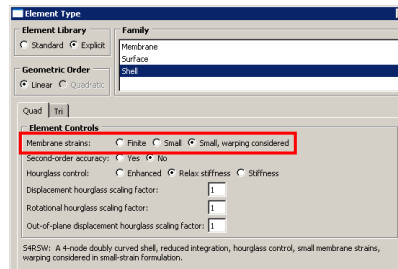 Element Type
Element Library
Standard Explicit
Family
Membrane
Surface
Shell
Geometric Order
Linear Quadratic
Quad Tri
Element Controls
Membrane strains: Finite Small Small, warping considered
Second-order accuracy: Yes No
Hourglass control: Enhanced Relax stiffness Stiffness
Displacement hourglass scaling factor: 1
Rotational hourglass scaling factor: 1
Out-of-plane displacement hourglass scaling factor: 1
S4RSW: A 4-node doubly curved shell, reduced integration, hourglass control, small membrane strains,
warping considered in small-strain formulation.